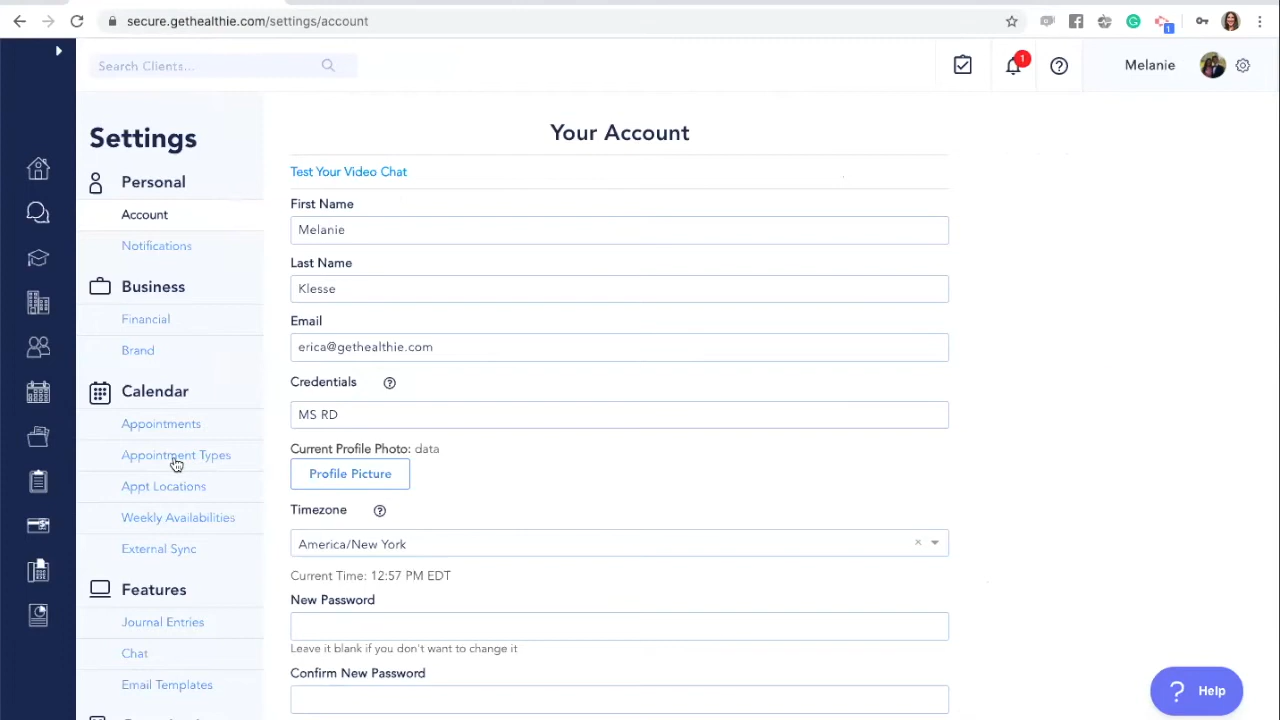 secure.gethealthie.com/settings/account
1
Search Clients...
1
Melanie
Settings
Personal
Account
Notifications
Business
Financial
Brand
Calendar
Appointments
Appointment Types
Appt Locations
Weekly Availabilities
External Sync
Features
Journal Entries
Chat
Email Templates
Your Account
Test Your Video Chat
First Name
Melanie
Last Name
Klesse
Email
erica@gethealthie.com
Credentials
MS RD
Current Profile Photo: data
Profile Picture
Timezone
America/New York
Current Time: 12:57 PM EDT
New Password
Leave it blank if you don't want to change it
Confirm New Password
? Help